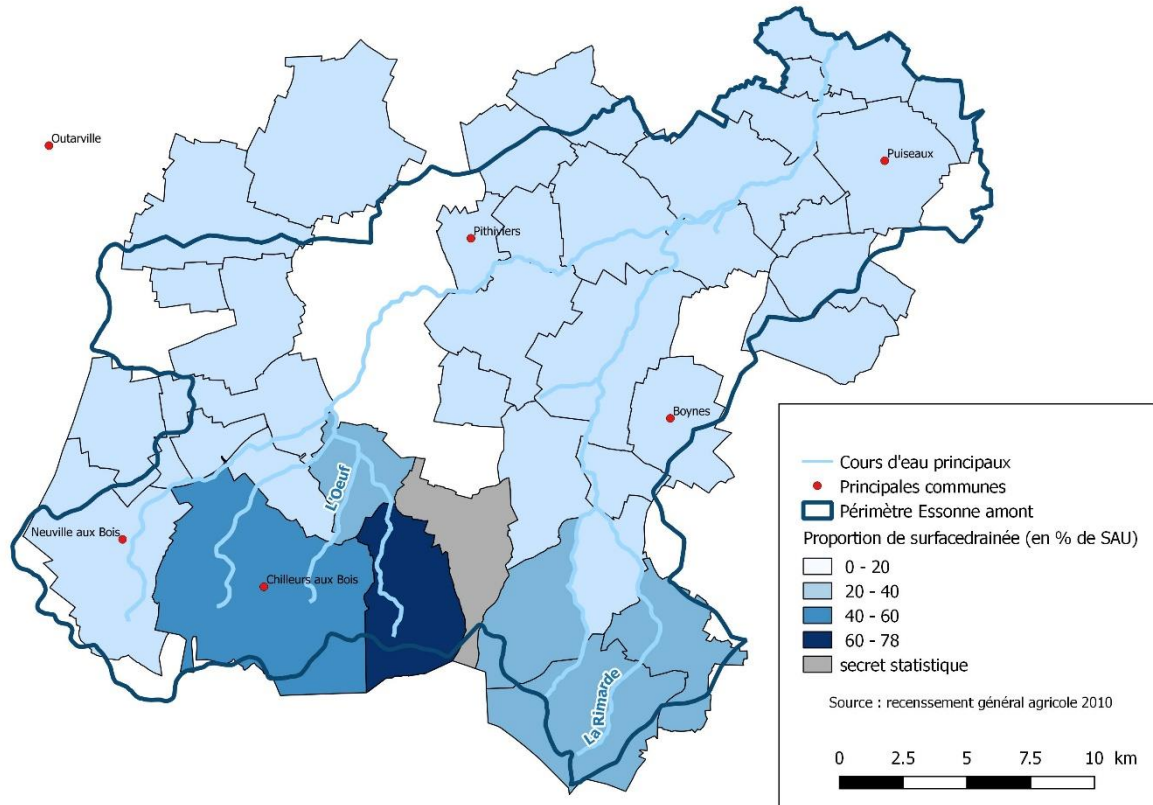 Outarville
Puiseaux
Pithiviers
Boynes
L'Oeuf
Neuville aux Bois
Chilleurs aux Bois
La Rimarde
Cours d'eau principaux
Principales communes
Périmètre Essonne amont
Proportion de surfacedrainée (en % de SAU)
0 - 20
20 - 40
40 - 60
60 - 78
secret statistique
Source : recenssement général agricole 2010
0 2.5 5 7.5 10 km